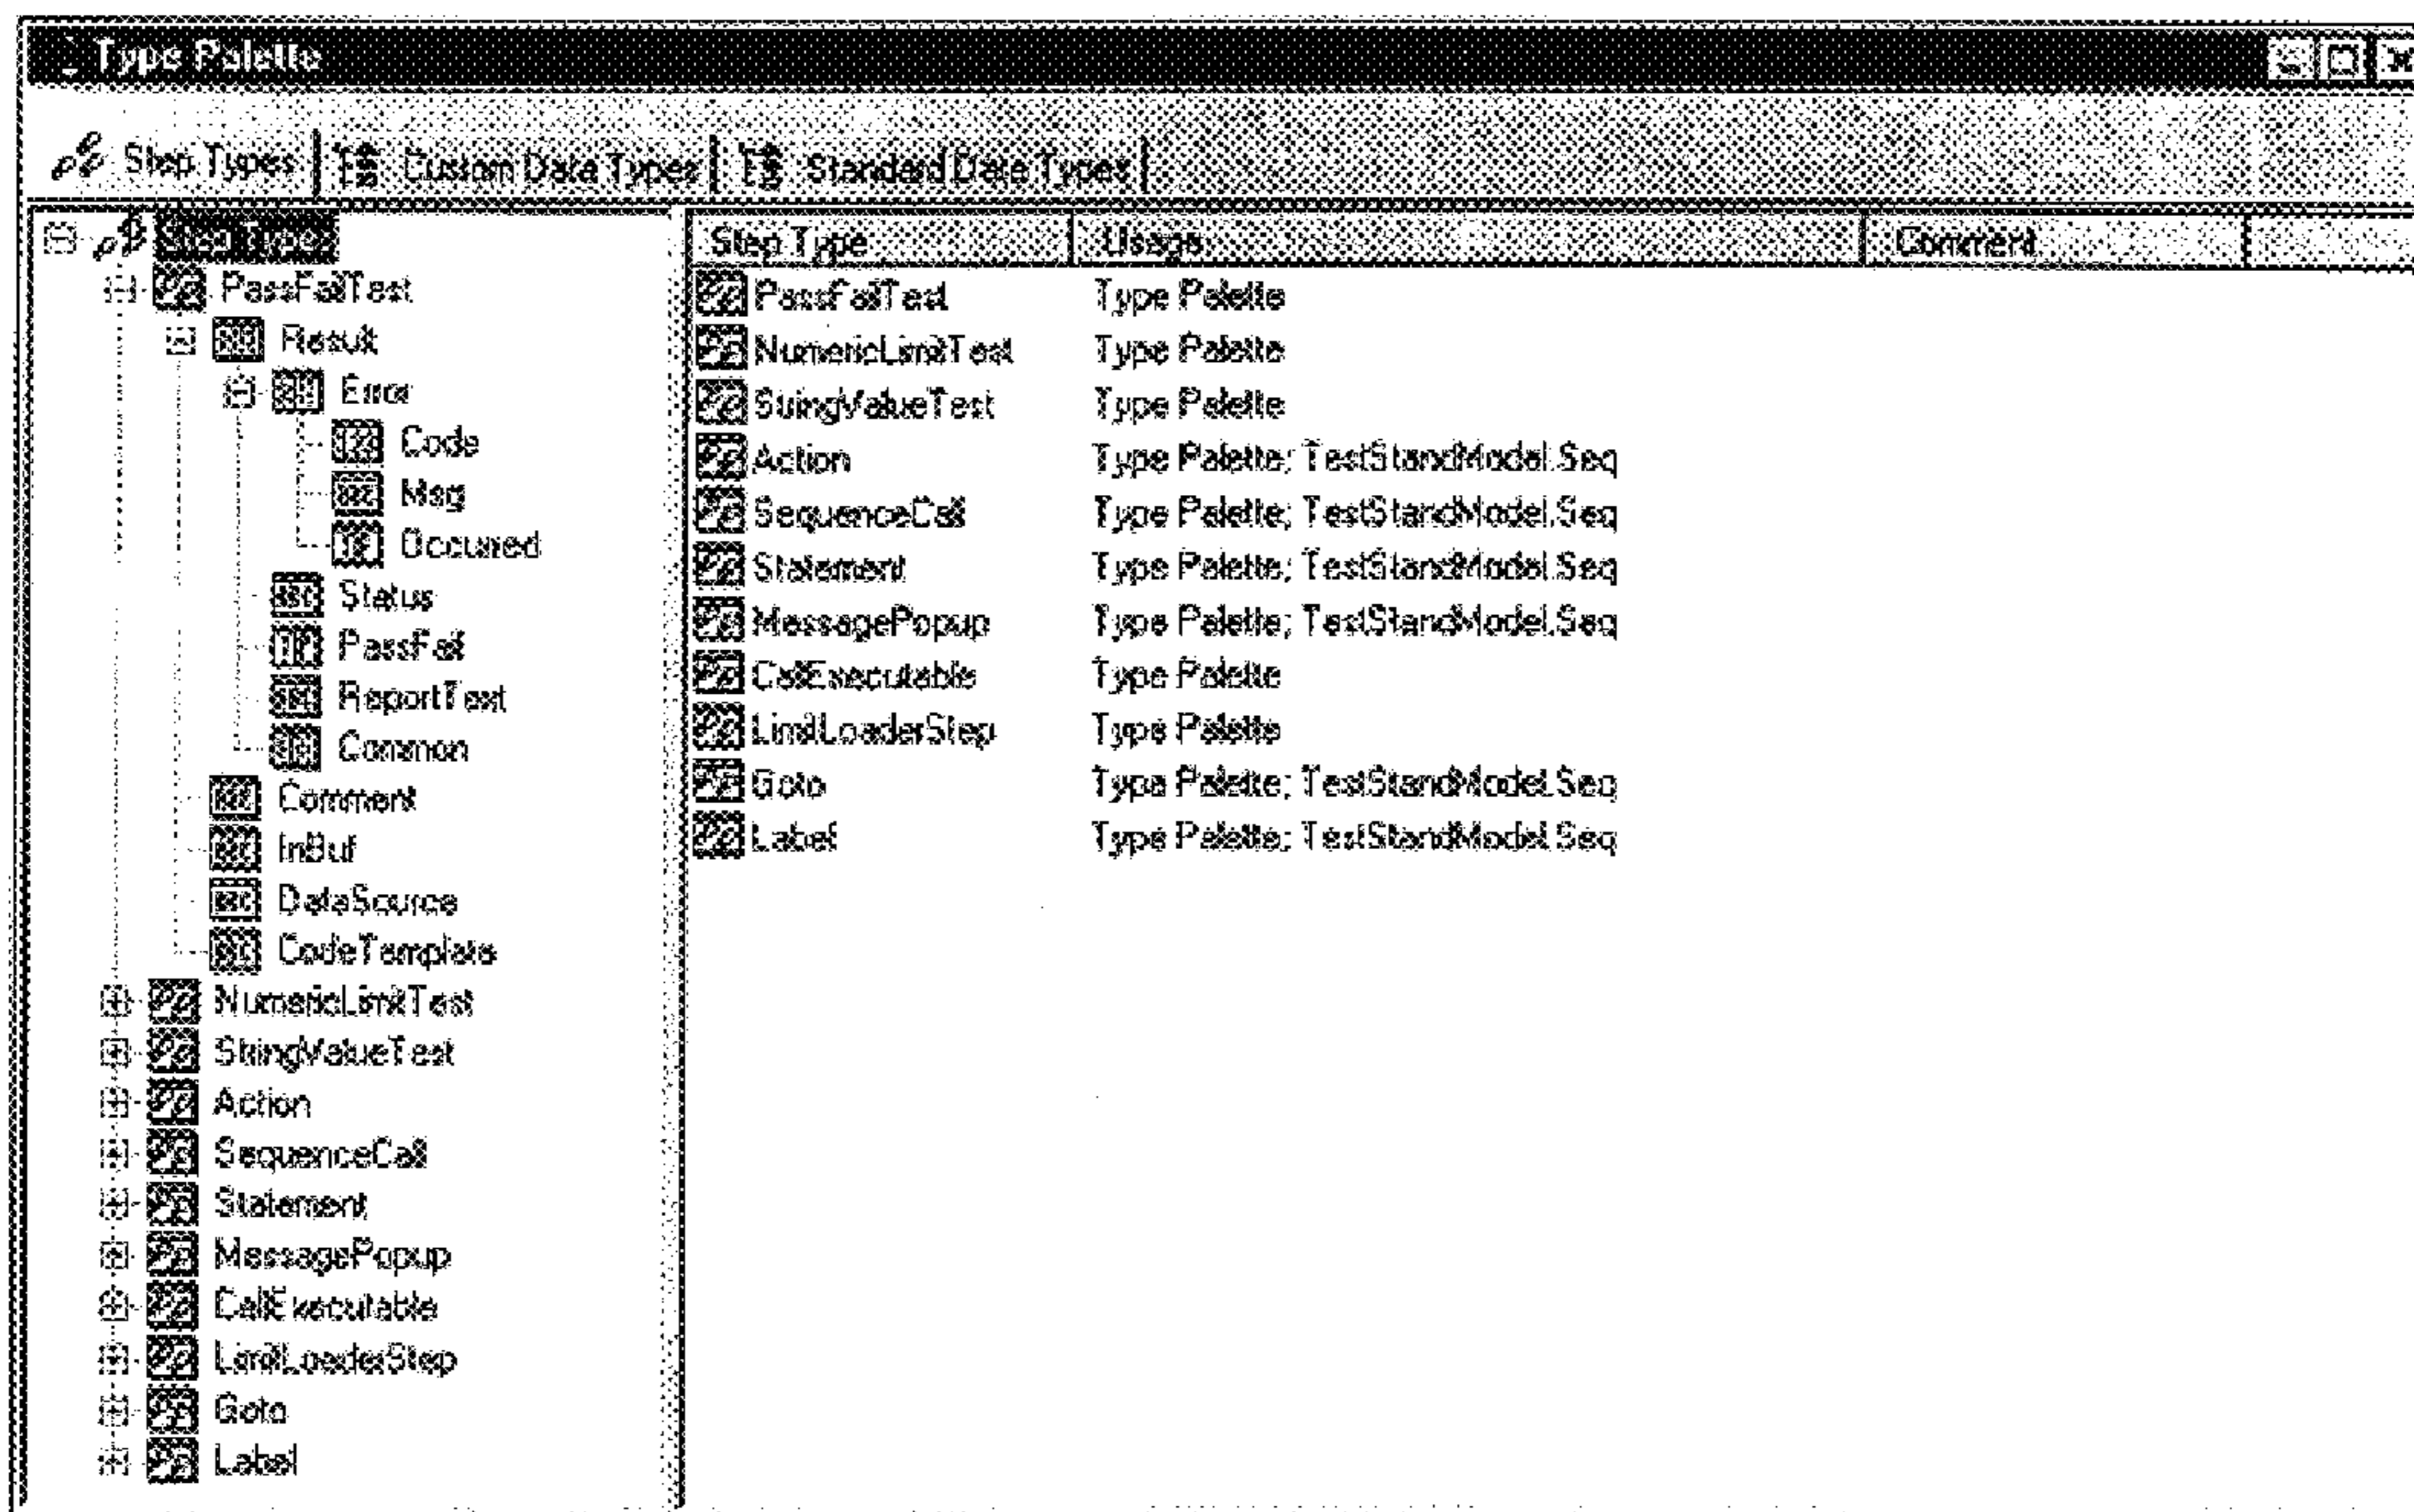 Type Palette
Step Types Custom Data Types Standard Data Types
Step Types
PassFailTest
Result
Error
Code
Msg
Occurred
Status
PassFail
ReportText
Common
Comment
InBuf
DataSource
CodeTemplate
NumericLimitTest
StringValueTest
Action
SequenceCall
Statement
MessagePopup
CallExecutable
LimitLoaderStep
Goto
Label
Step Type Usage Comment
PassFailTest Type Palette
NumericLimitTest Type Palette
StringValueTest Type Palette
Action Type Palette; TestStandModel.Seq
SequenceCall Type Palette; TestStandModel.Seq
Statement Type Palette; TestStandModel.Seq
MessagePopup Type Palette; TestStandModel.Seq
CallExecutable Type Palette
LimitLoaderStep Type Palette
Goto Type Palette; TestStandModel.Seq
Label Type Palette; TestStandModel.Seq